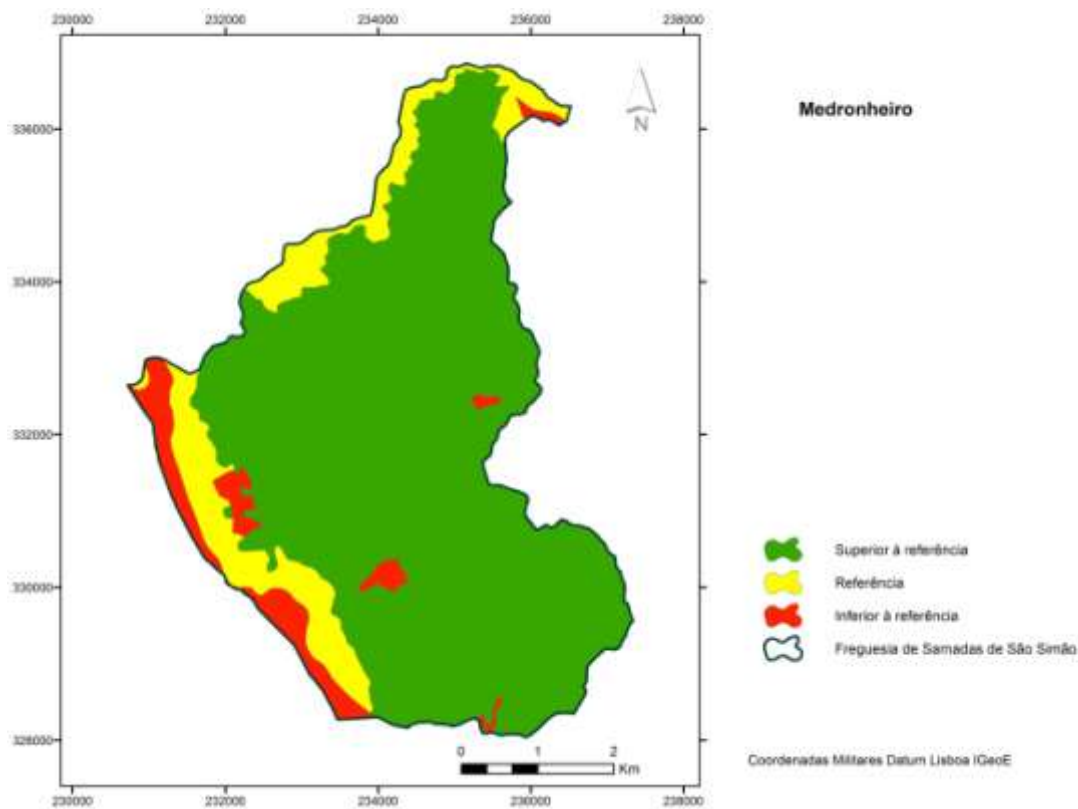 230000
232000
234000
236000
238000
Medronheiro
N
336000
334000
332000
330000
328000
Superior à referência
Referência
Inferior à referência
Freguesia de Sarnadas de São Simão
0
1
2
Km
Coordenadas Militares Datum Lisboa IGeoE
230000
232000
234000
236000
238000